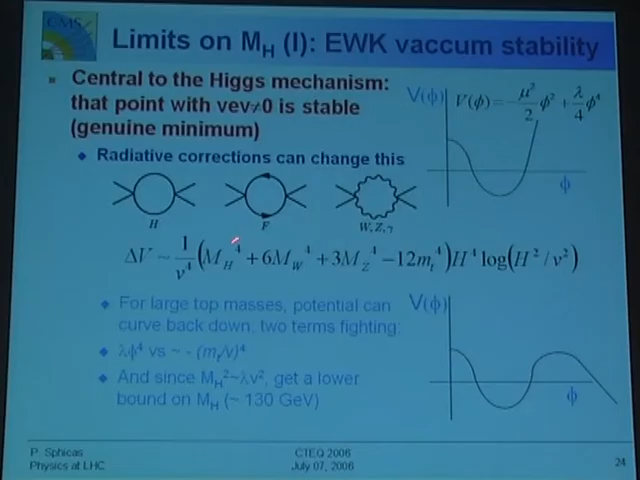 CMS
Limits on M_H (I): EWK vaccum stability
Central to the Higgs mechanism:
that point with vev≠0 is stable
(genuine minimum)
V(ϕ)
V(ϕ) = -μ²/2 ϕ² + λ/4 ϕ⁴
ϕ
Radiative corrections can change this
H F W, Z, γ
ΔV ~ 1/v⁴ (M_H⁴ + 6M_W⁴ + 3M_Z⁴ − 12m_t⁴) H⁴ log(H²/v²)
For large top masses, potential can
curve back down; two terms fighting:
λϕ⁴ vs ~ - (m_t/v)⁴
And since M_H²~λv², get a lower
bound on M_H (~ 130 GeV)
V(ϕ)
ϕ
P. Sphicas
Physics at LHC
CTEQ 2006
July 07, 2006
24